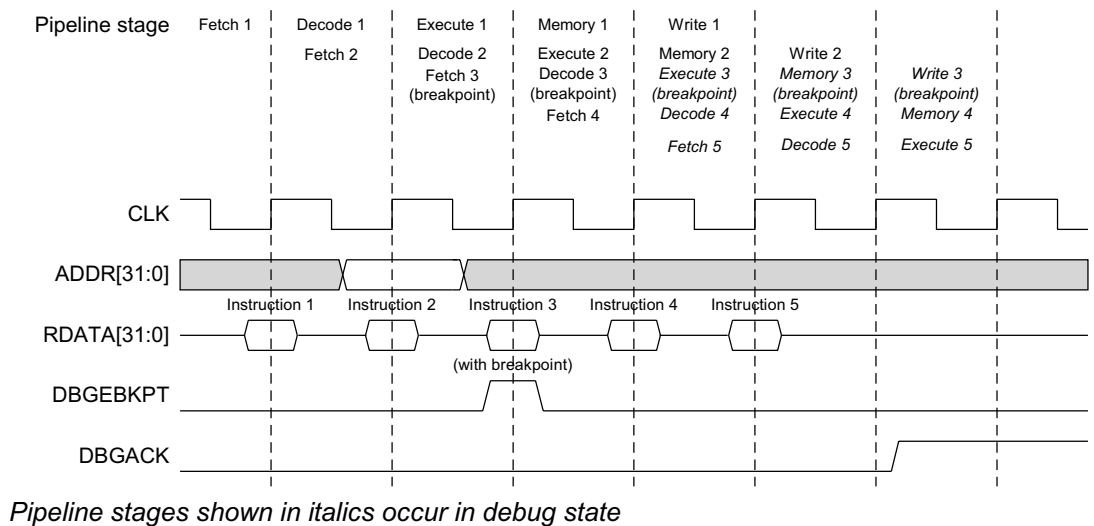 Pipeline stage Fetch 1 Decode 1 Execute 1 Memory 1 Write 1
Fetch 2 Decode 2 Execute 2 Memory 2 Write 2
Fetch 3 Decode 3 Execute 3 Memory 3 Write 3
(breakpoint) (breakpoint) (breakpoint) (breakpoint) (breakpoint)
Fetch 4 Decode 4 Execute 4 Memory 4
Fetch 5 Decode 5 Execute 5
CLK
ADDR[31:0]
Instruction 1 Instruction 2 Instruction 3 Instruction 4 Instruction 5
RDATA[31:0]
(with breakpoint)
DBGEBKPT
DBGACK
Pipeline stages shown in italics occur in debug state